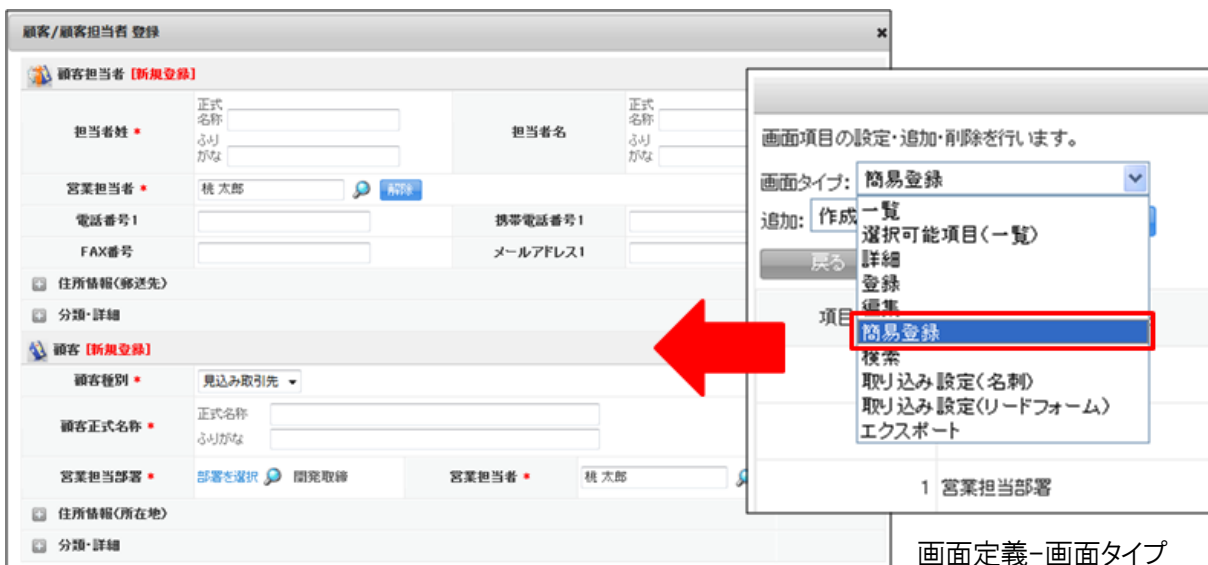 顧客/顧客担当者 登録 ×
顧客担当者 [新規登録]
担当者姓 *
正式名称
ふりがな
担当者名
正式名称
ふりがな
営業担当者 * 桃 太郎 解除
電話番号1 携帯電話番号1
FAX番号 メールアドレス1
住所情報(郵送先)
分類・詳細
顧客 [新規登録]
顧客種別 * 見込み取引先
顧客正式名称 *
正式名称
ふりがな
営業担当部署 * 部署を選択 開発取締 営業担当者 * 桃 太郎
住所情報(所在地)
分類・詳細
画面項目の設定・追加・削除を行います。
画面タイプ: 簡易登録
追加: 作成
戻る
項目
一覧
選択可能項目(一覧)
詳細
登録
編集
簡易登録
検索
取り込み設定(名刺)
取り込み設定(リードフォーム)
エクスポート
1 営業担当部署
画面定義-画面タイプ